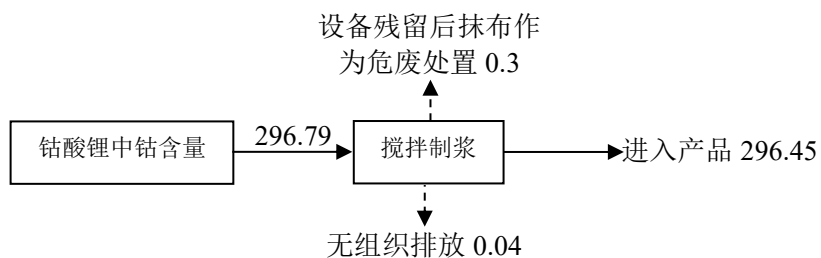 设备残留后抹布作
为危废处置 0.3
钴酸锂中钴含量
296.79
搅拌制浆
进入产品 296.45
无组织排放 0.04